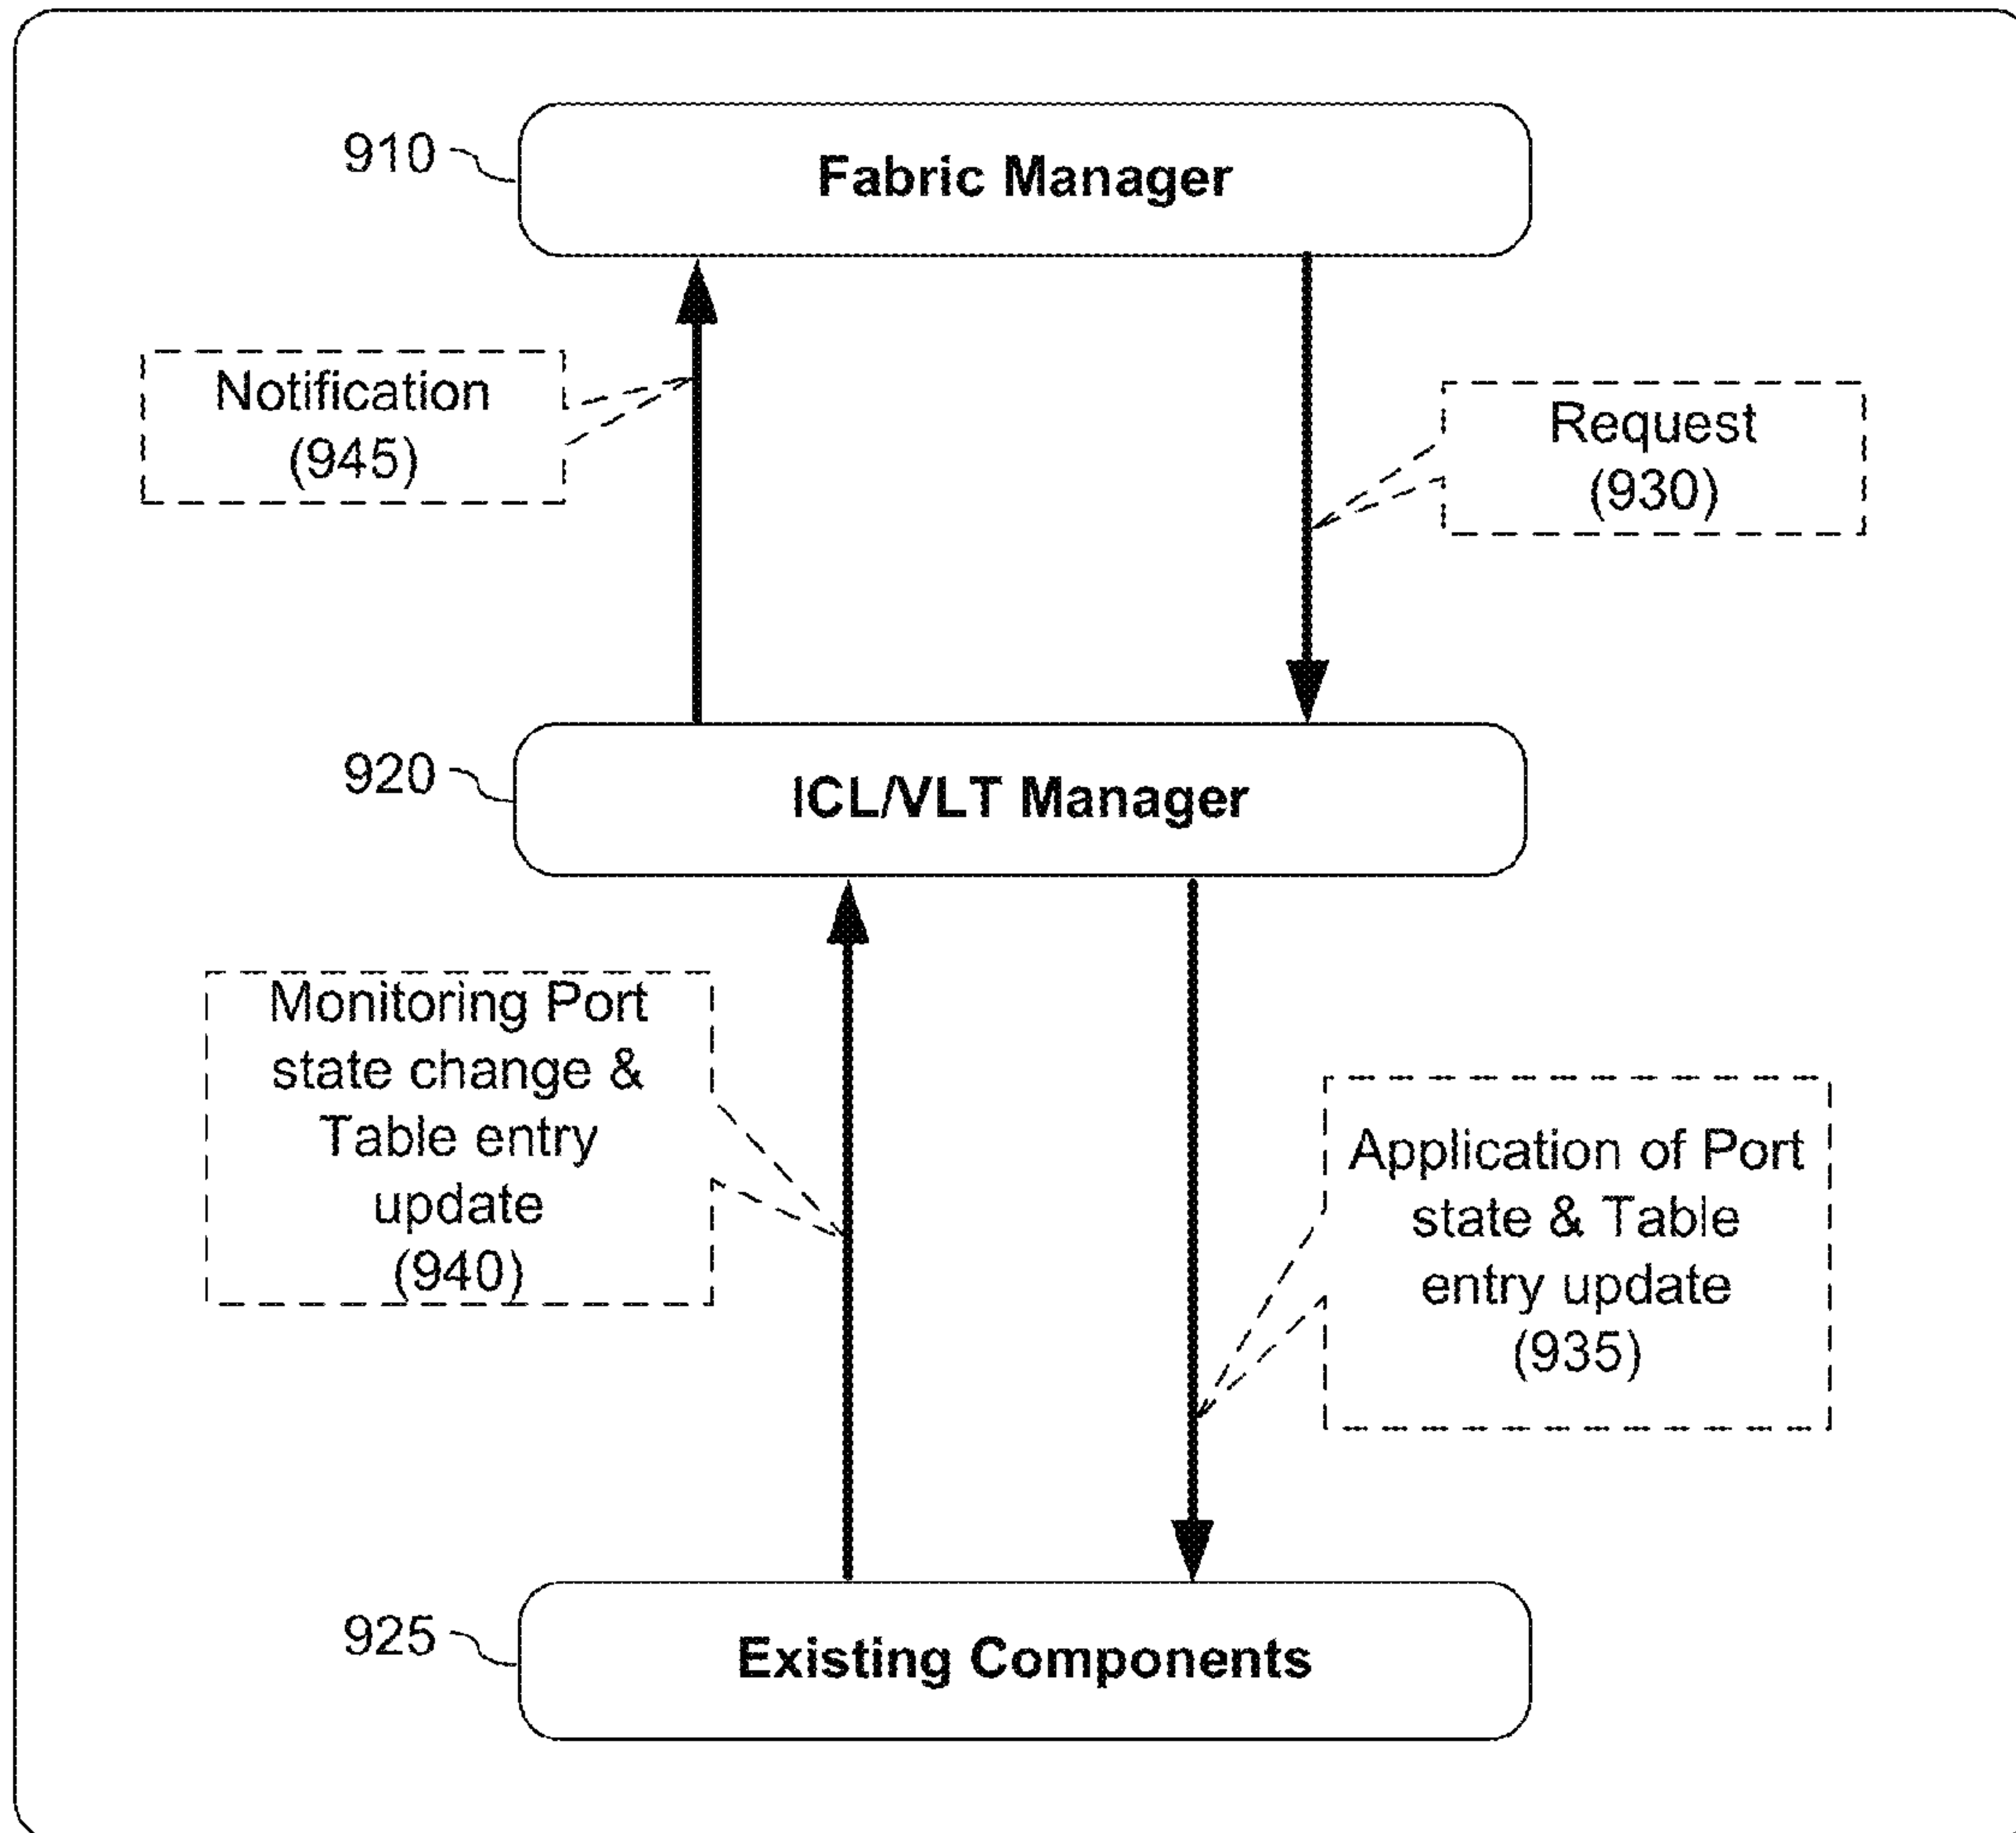 910
Fabric Manager
Notification
(945)
Request
(930)
920
ICL/VLT Manager
Monitoring Port
state change &
Table entry
update
(940)
Application of Port
state & Table
entry update
(935)
925
Existing Components